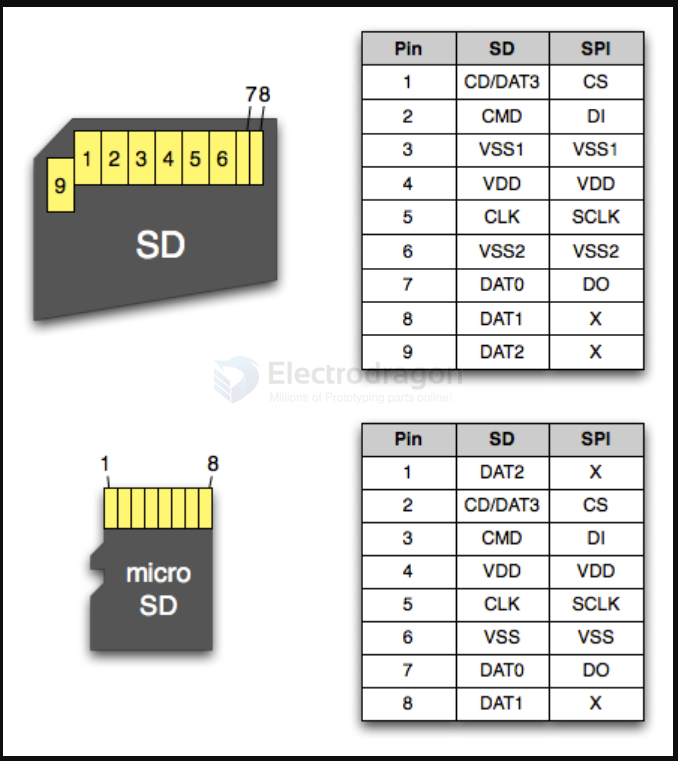 Pin SD SPI
1 CD/DAT3 CS
2 CMD DI
3 VSS1 VSS1
4 VDD VDD
5 CLK SCLK
6 VSS2 VSS2
7 DAT0 DO
8 DAT1 X
9 DAT2 X
78
1 2 3 4 5 6
9
SD
Electrodragon
Millions of Prototyping parts online!
Pin SD SPI
1 DAT2 X
2 CD/DAT3 CS
3 CMD DI
4 VDD VDD
5 CLK SCLK
6 VSS VSS
7 DAT0 DO
8 DAT1 X
1 8
micro
SD